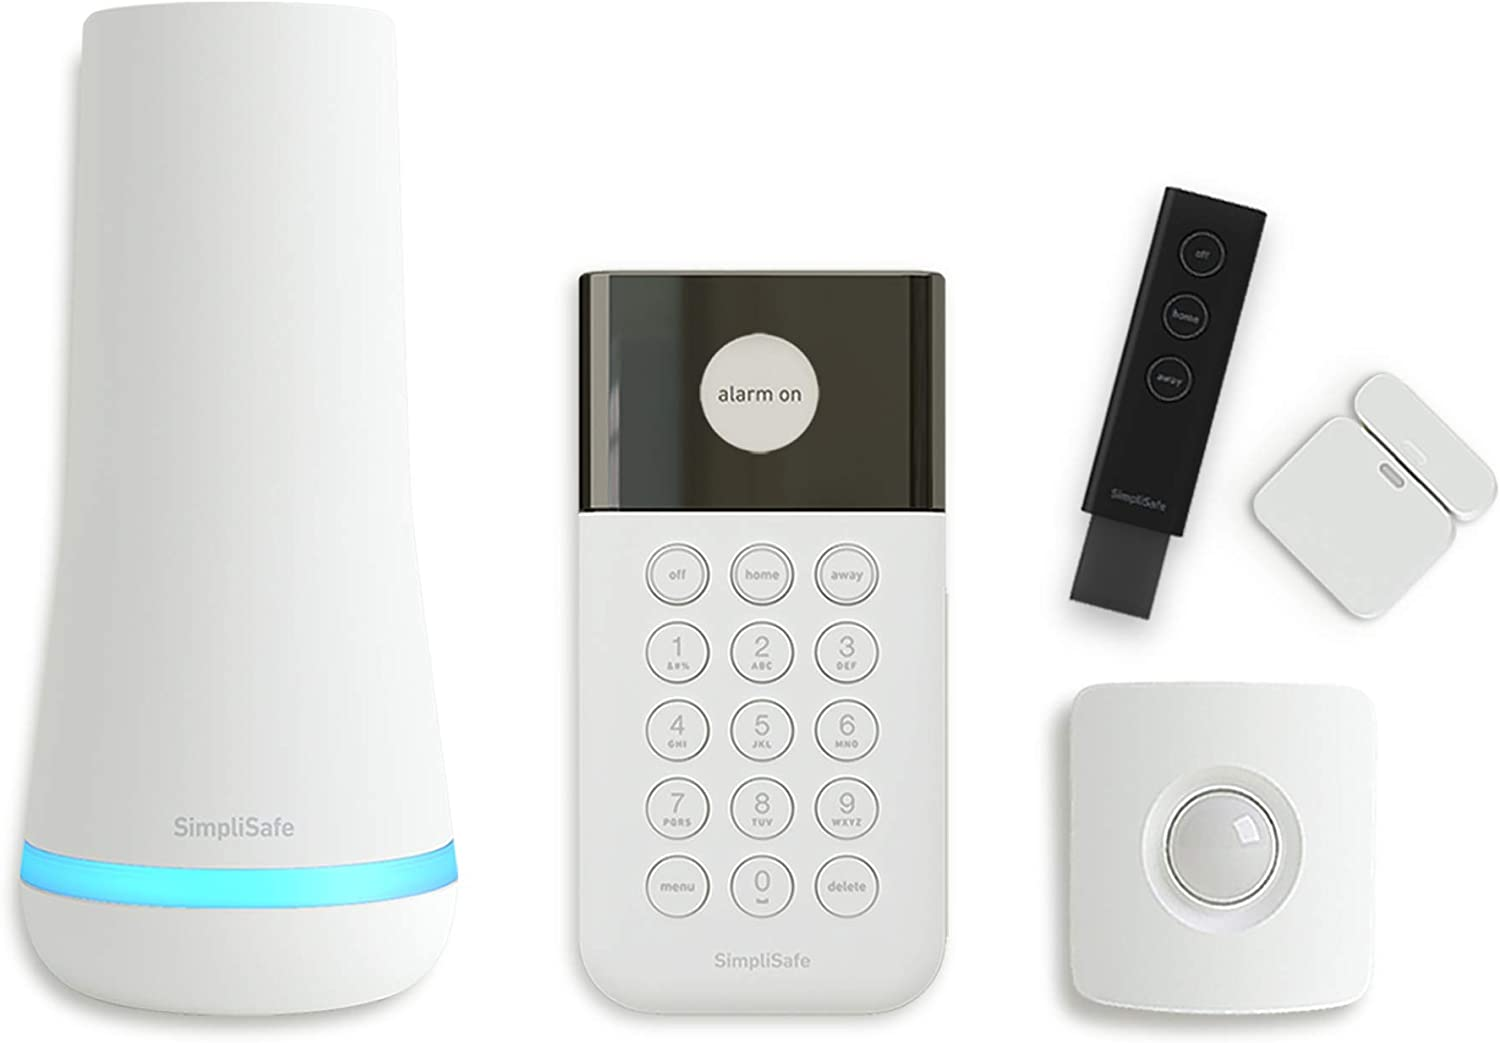 SimpliSafe
alarm on
off
home
away
1
&#%
2
ABC
3
DEF
4
GHI
5
JKL
6
MNO
7
PQRS
8
TUV
9
WXYZ
menu
0
delete
SimpliSafe
off
home
away
SimpliSafe